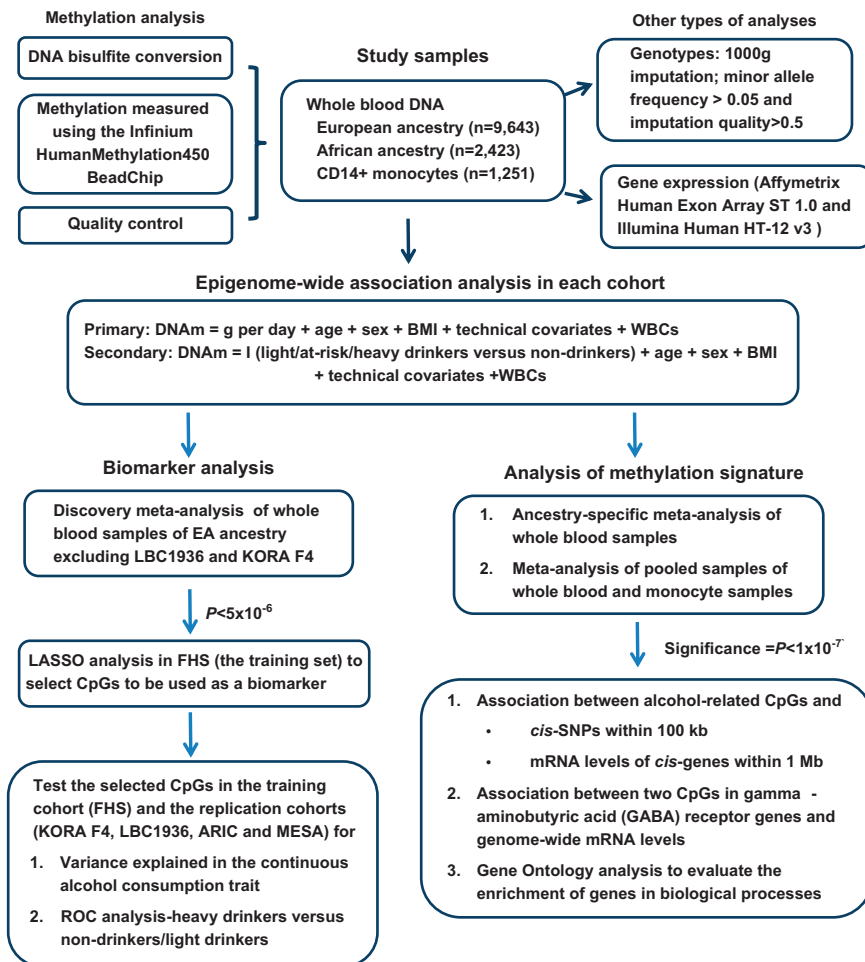 Methylation analysis
DNA bisulfite conversion
Methylation measured
using the Infinium
HumanMethylation450
BeadChip
Quality control
Study samples
Whole blood DNA
European ancestry (n=9,643)
African ancestry (n=2,423)
CD14+ monocytes (n=1,251)
Other types of analyses
Genotypes: 1000g
imputation; minor allele
frequency > 0.05 and
imputation quality>0.5
Gene expression (Affymetrix
Human Exon Array ST 1.0 and
Illumina Human HT-12 v3 )
Epigenome-wide association analysis in each cohort
Primary: DNAm = g per day + age + sex + BMI + technical covariates + WBCs
Secondary: DNAm = I (light/at-risk/heavy drinkers versus non-drinkers) + age + sex + BMI
+ technical covariates +WBCs
Biomarker analysis
Discovery meta-analysis of whole
blood samples of EA ancestry
excluding LBC1936 and KORA F4
P<5x10⁻⁶
LASSO analysis in FHS (the training set) to
select CpGs to be used as a biomarker
Test the selected CpGs in the training
cohort (FHS) and the replication cohorts
(KORA F4, LBC1936, ARIC and MESA) for
1. Variance explained in the continuous
alcohol consumption trait
2. ROC analysis-heavy drinkers versus
non-drinkers/light drinkers
Analysis of methylation signature
1. Ancestry-specific meta-analysis of
whole blood samples
2. Meta-analysis of pooled samples of
whole blood and monocyte samples
Significance =P<1x10⁻⁷
1. Association between alcohol-related CpGs and
• cis-SNPs within 100 kb
• mRNA levels of cis-genes within 1 Mb
2. Association between two CpGs in gamma -
aminobutyric acid (GABA) receptor genes and
genome-wide mRNA levels
3. Gene Ontology analysis to evaluate the
enrichment of genes in biological processes